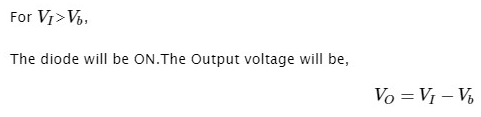 For V_I>V_b,
The diode will be ON.The Output voltage will be,
V_O = V_I − V_b